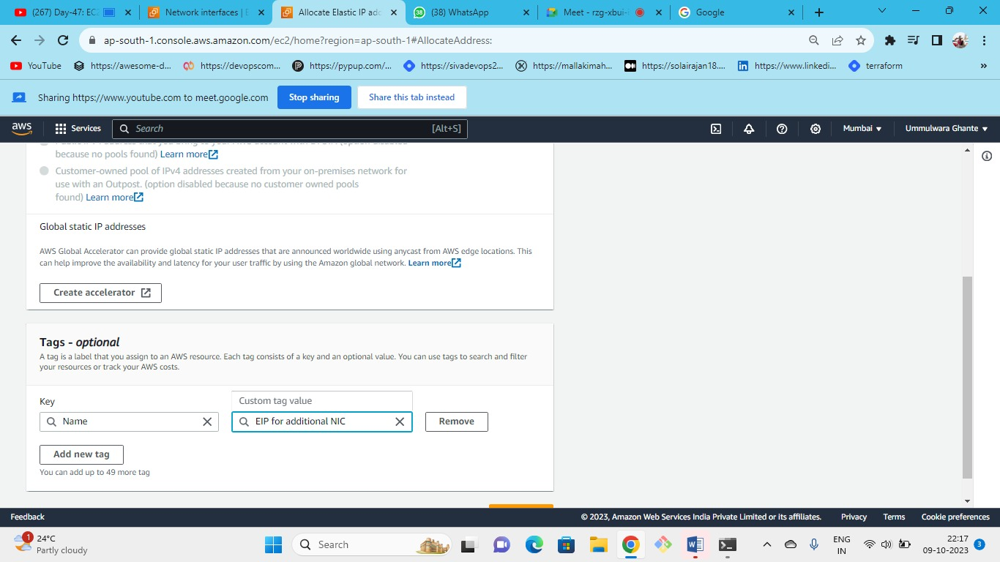 (267) Day-47: EC2
Network interfaces | E
Allocate Elastic IP add
(38) WhatsApp
Meet - rzg-xbui-
Google
ap-south-1.console.aws.amazon.com/ec2/home?region=ap-south-1#AllocateAddress:
YouTube
https://awesome-d...
https://devopscom...
https://pypup.com/...
https://sivadevops2...
https://mallakimah...
https://solairajan18....
https://www.linkedi...
terraform
Sharing https://www.youtube.com to meet.google.com
Stop sharing
Share this tab instead
aws
Services
Search
[Alt+S]
Mumbai
Ummulwara Ghante
because no pools found) Learn more
Customer-owned pool of IPv4 addresses created from your on-premises network for
use with an Outpost. (option disabled because no customer owned pools
found) Learn more
Global static IP addresses
AWS Global Accelerator can provide global static IP addresses that are announced worldwide using anycast from AWS edge locations. This
can help improve the availability and latency for your user traffic by using the Amazon global network. Learn more
Create accelerator
Tags - optional
A tag is a label that you assign to an AWS resource. Each tag consists of a key and an optional value. You can use tags to search and filter
your resources or track your AWS costs.
Key
Custom tag value
Name
EIP for additional NIC
Remove
Add new tag
You can add up to 49 more tag
Feedback
© 2023, Amazon Web Services India Private Limited or its affiliates.
Privacy
Terms
Cookie preferences
1
24°C
Partly cloudy
Search
ENG
IN
22:17
09-10-2023
3